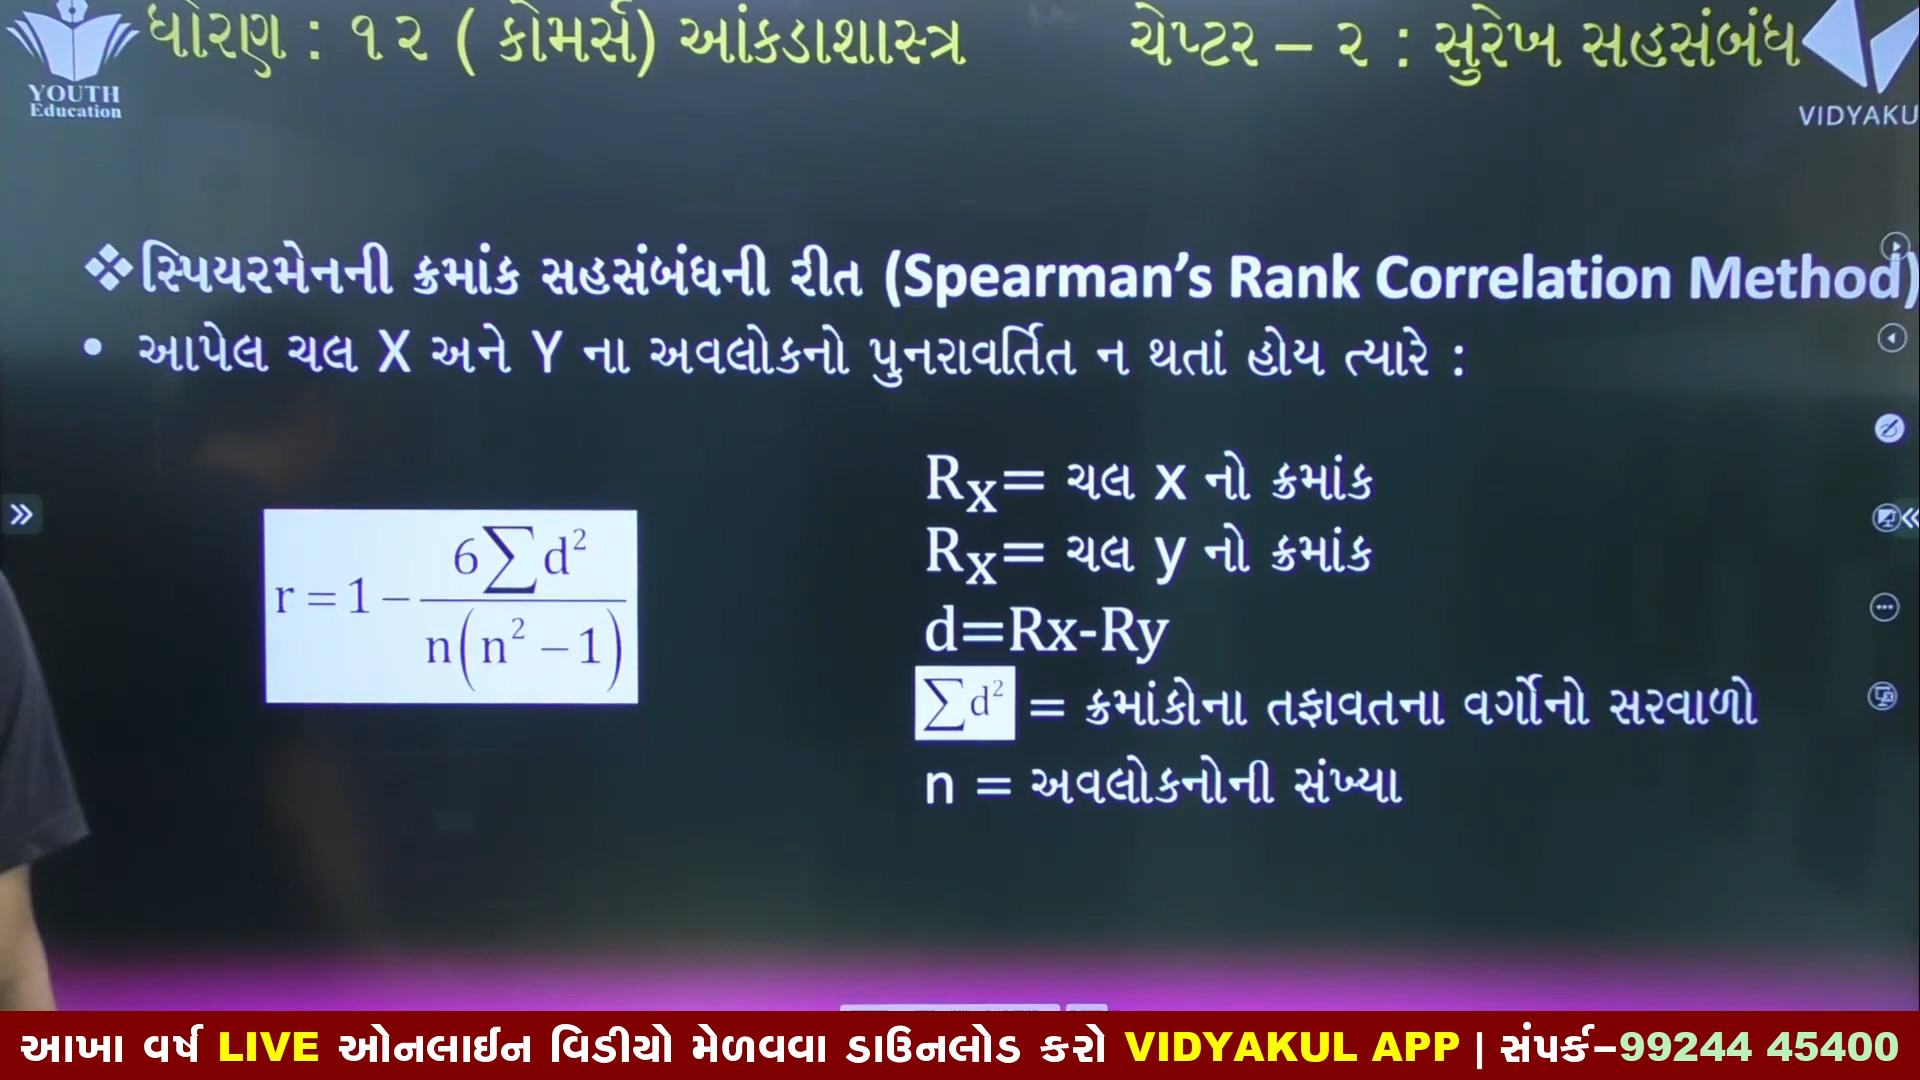 ધોરણ : ૧૨ ( કોમર્સ) આંકડાશાસ્ત્ર ચેપ્ટર – ૨ : સુરેખ સહસંબંધ
YOUTH
Education
VIDYAKU
❖સ્પિયરમેનની ક્રમાંક સહસંબંધની રીત (Spearman’s Rank Correlation Method)
• આપેલ ચલ X અને Y ના અવલોકનો પુનરાવર્તિત ન થતાં હોય ત્યારે :
r = 1 − 6∑d² / n(n² − 1)
Rx= ચલ x નો ક્રમાંક
Rx= ચલ y નો ક્રમાંક
d=Rx-Ry
∑d² = ક્રમાંકોના તફાવતના વર્ગોનો સરવાળો
n = અવલોકનોની સંખ્યા
આખા વર્ષ LIVE ઓનલાઈન વિડીયો મેળવવા ડાઉનલોડ કરો VIDYAKUL APP | સંપર્ક–99244 45400